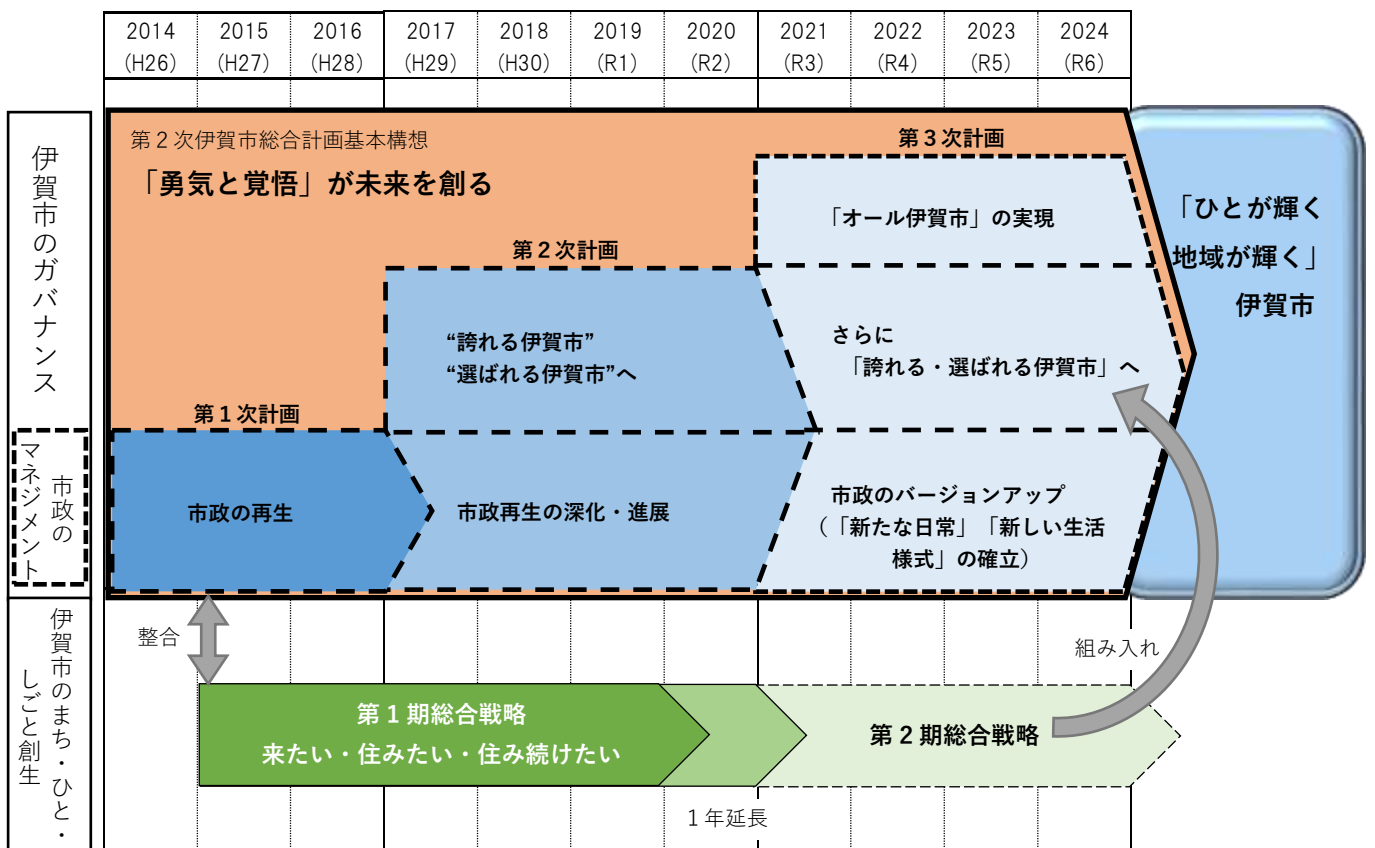 2014 2015 2016 2017 2018 2019 2020 2021 2022 2023 2024
(H26) (H27) (H28) (H29) (H30) (R1) (R2) (R3) (R4) (R5) (R6)
伊賀市のガバナンス
第2次伊賀市総合計画基本構想
「勇気と覚悟」が未来を創る
第3次計画
「オール伊賀市」の実現
第2次計画
“誇れる伊賀市”
“選ばれる伊賀市”へ
さらに
「誇れる・選ばれる伊賀市」へ
「ひとが輝く
地域が輝く」
伊賀市
第1次計画
市政の
マネジメント
市政の再生
市政再生の深化・進展
市政のバージョンアップ
(「新たな日常」「新しい生活
様式」の確立)
伊賀市のまち・ひと・
しごと創生
整合
組み入れ
第1期総合戦略
来たい・住みたい・住み続けたい
第2期総合戦略
1年延長